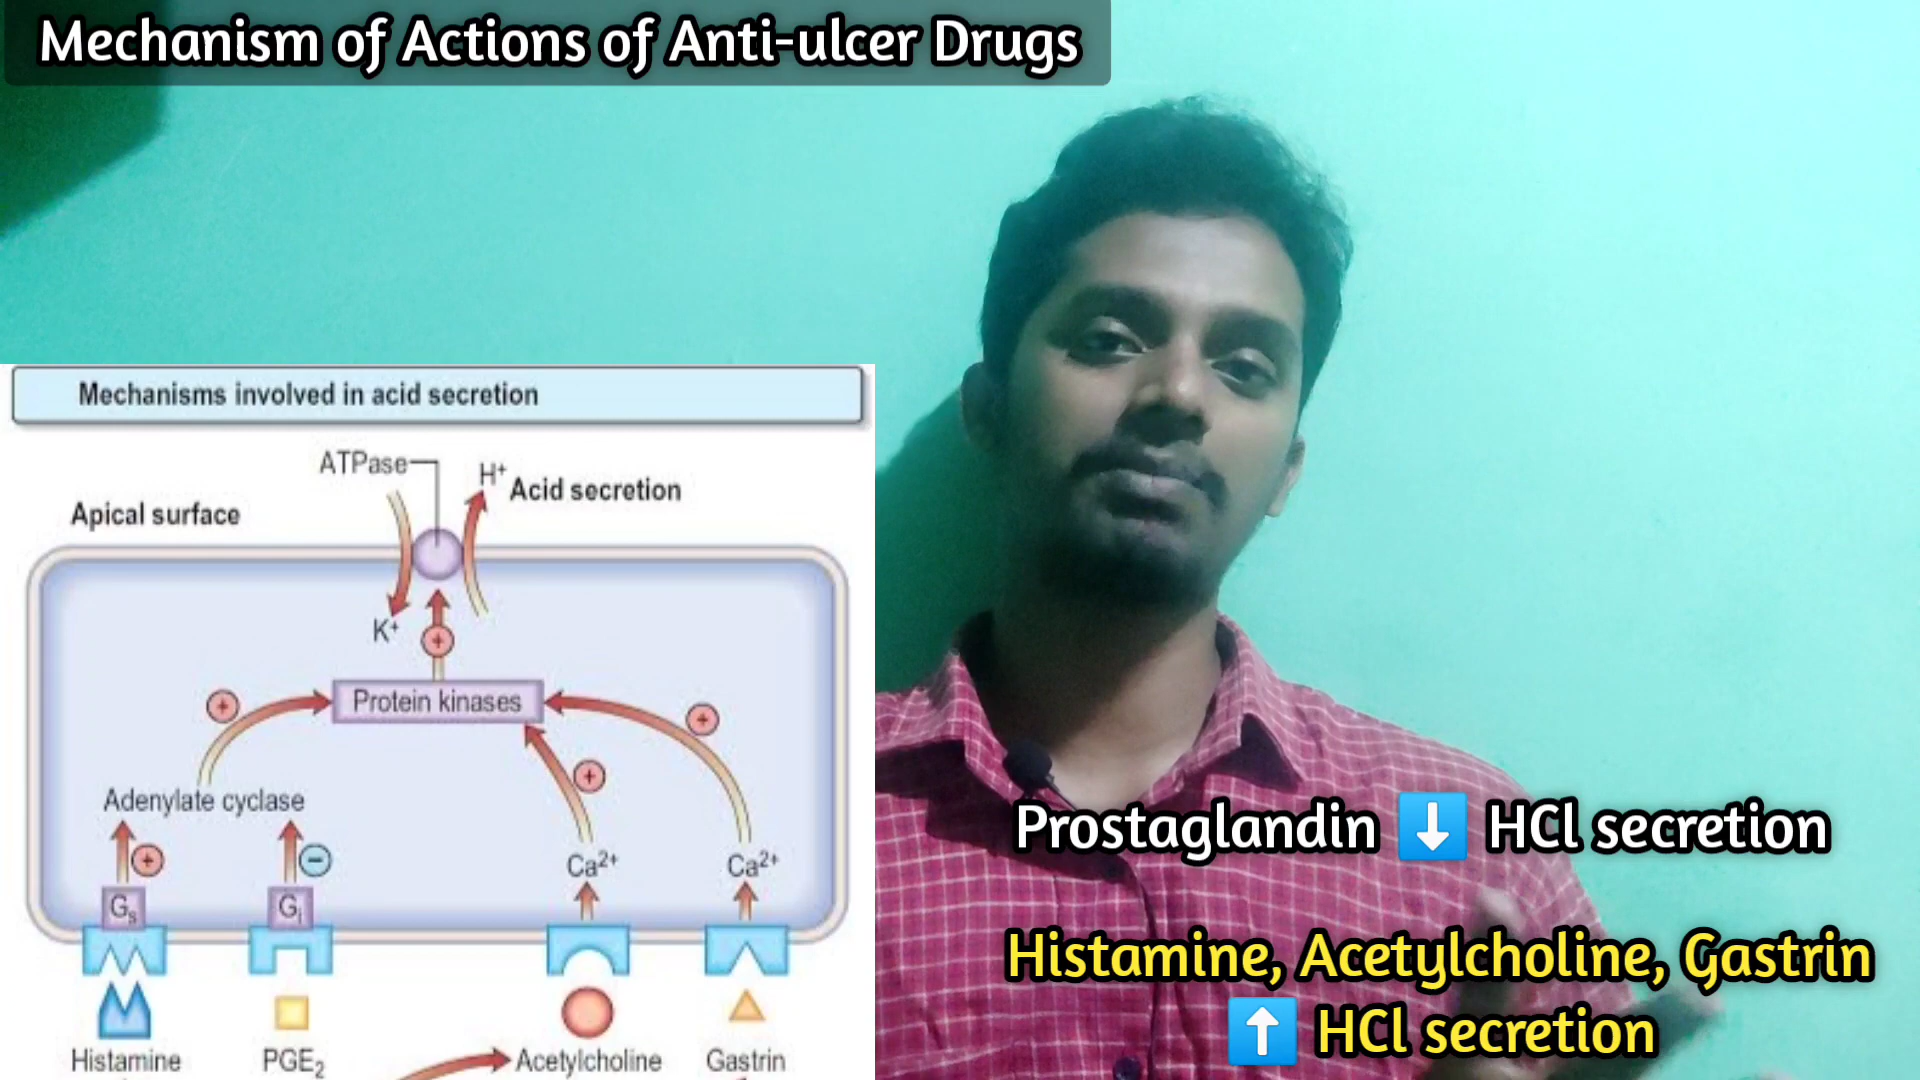 Mechanism of Actions of Anti-ulcer Drugs
Mechanisms involved in acid secretion
ATPase
H⁺
Acid secretion
Apical surface
K⁺
+
Protein kinases
+
+
+
Adenylate cyclase
+
−
Ca²⁺
Ca²⁺
Gₛ
Gᵢ
Histamine
PGE₂
Acetylcholine
Gastrin
Prostaglandin ⬇ HCl secretion
Histamine, Acetylcholine, Gastrin
⬆ HCl secretion